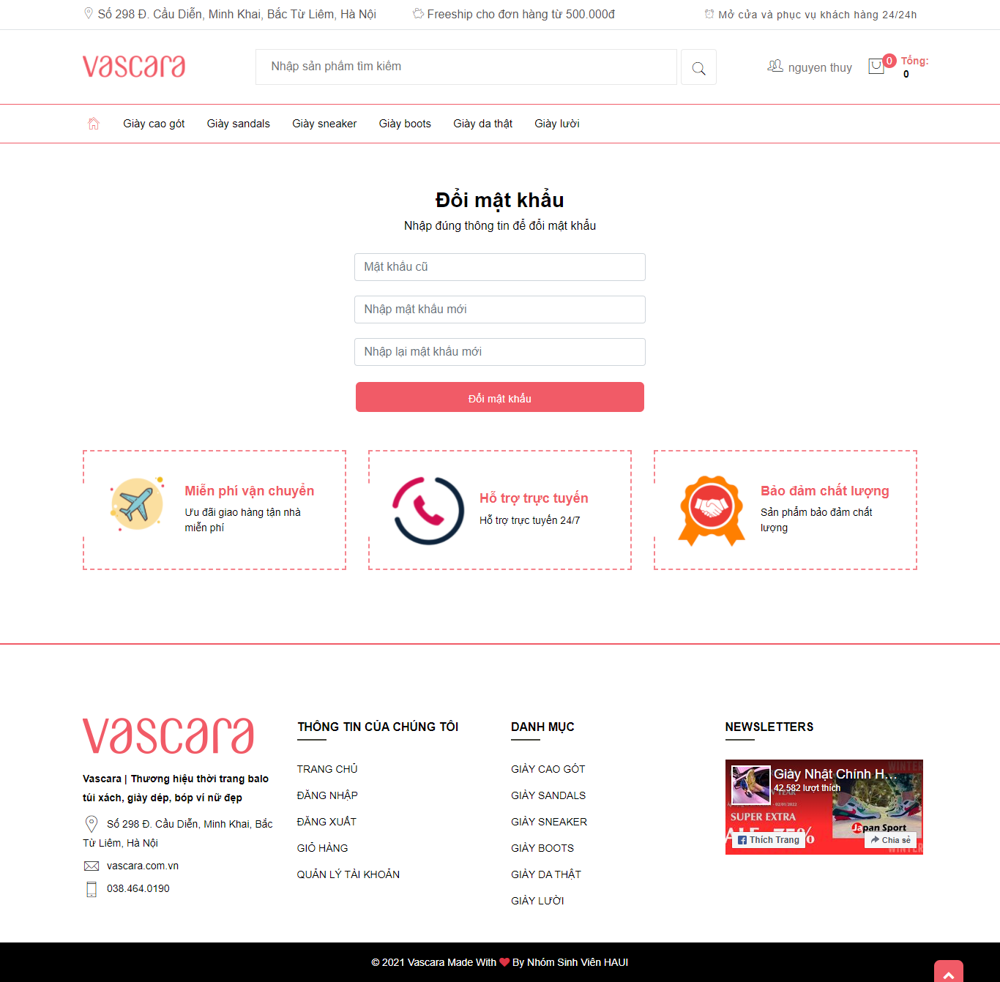 Số 298 Đ. Cầu Diễn, Minh Khai, Bắc Từ Liêm, Hà Nội
Freeship cho đơn hàng từ 500.000đ
Mở cửa và phục vụ khách hàng 24/24h
vascara
Nhập sản phẩm tìm kiếm
nguyen thuy
0
Tổng:
0
Giày cao gót
Giày sandals
Giày sneaker
Giày boots
Giày da thật
Giày lười
Đổi mật khẩu
Nhập đúng thông tin để đổi mật khẩu
Mật khẩu cũ
Nhập mật khẩu mới
Nhập lại mật khẩu mới
Đổi mật khẩu
Miễn phí vận chuyển
Ưu đãi giao hàng tận nhà
miễn phí
Hỗ trợ trực tuyến
Hỗ trợ trực tuyến 24/7
Bảo đảm chất lượng
Sản phẩm bảo đảm chất
lượng
vascara
Vascara | Thương hiệu thời trang balo
túi xách, giày dép, bóp ví nữ đẹp
Số 298 Đ. Cầu Diễn, Minh Khai, Bắc
Từ Liêm, Hà Nội
vascara.com.vn
038.464.0190
THÔNG TIN CỦA CHÚNG TÔI
TRANG CHỦ
ĐĂNG NHẬP
ĐĂNG XUẤT
GIỎ HÀNG
QUẢN LÝ TÀI KHOẢN
DANH MỤC
GIÀY CAO GÓT
GIÀY SANDALS
GIÀY SNEAKER
GIÀY BOOTS
GIÀY DA THẬT
GIÀY LƯỜI
NEWSLETTERS
WINTER
Giày Nhật Chính H...
42.582 lượt thích
YEAR
- 02/01/2022
SUPER EXTRA
75%
Japan Sport
Thích Trang
Chia sẻ
© 2021 Vascara Made With ❤ By Nhóm Sinh Viên HAUI